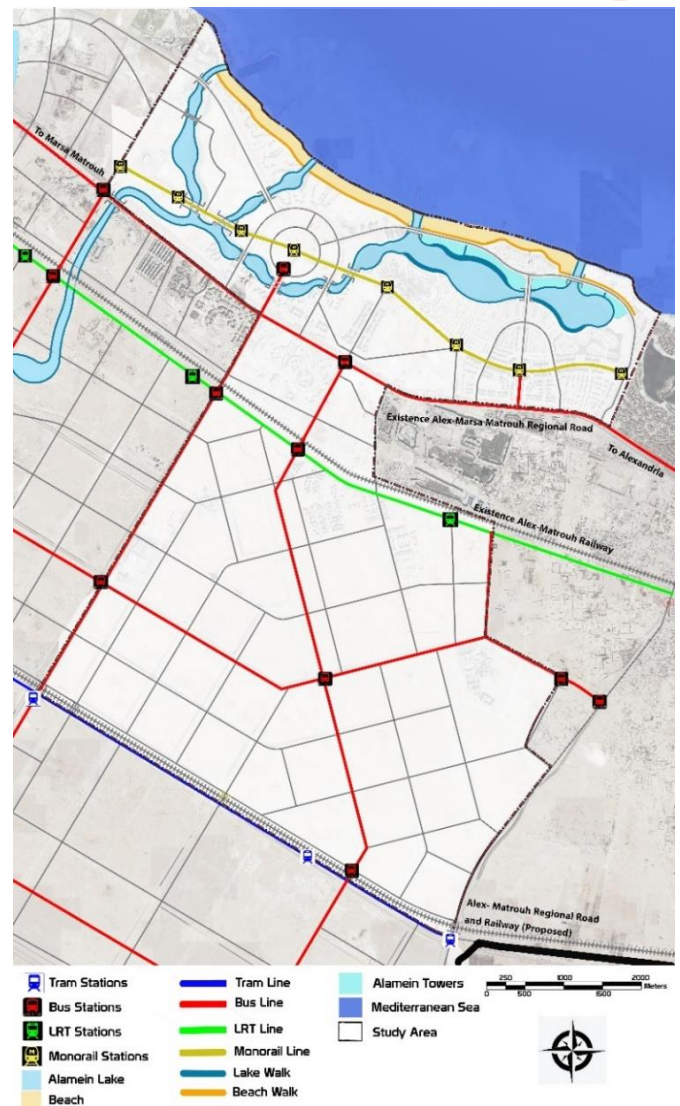 To Marsa Matrouh
Existence Alex-Marsa Matrouh Regional Road
To Alexandria
Existence Alex-Matrouh Railway
Alex- Matrouh Regional Road
and Railway (Proposed)
Tram Stations
Bus Stations
LRT Stations
Monorail Stations
Alamein Lake
Beach
Tram Line
Bus Line
LRT Line
Monorail Line
Lake Walk
Beach Walk
Alamein Towers
Mediterranean Sea
Study Area
250 1000 2000
0 500 1500 Meters